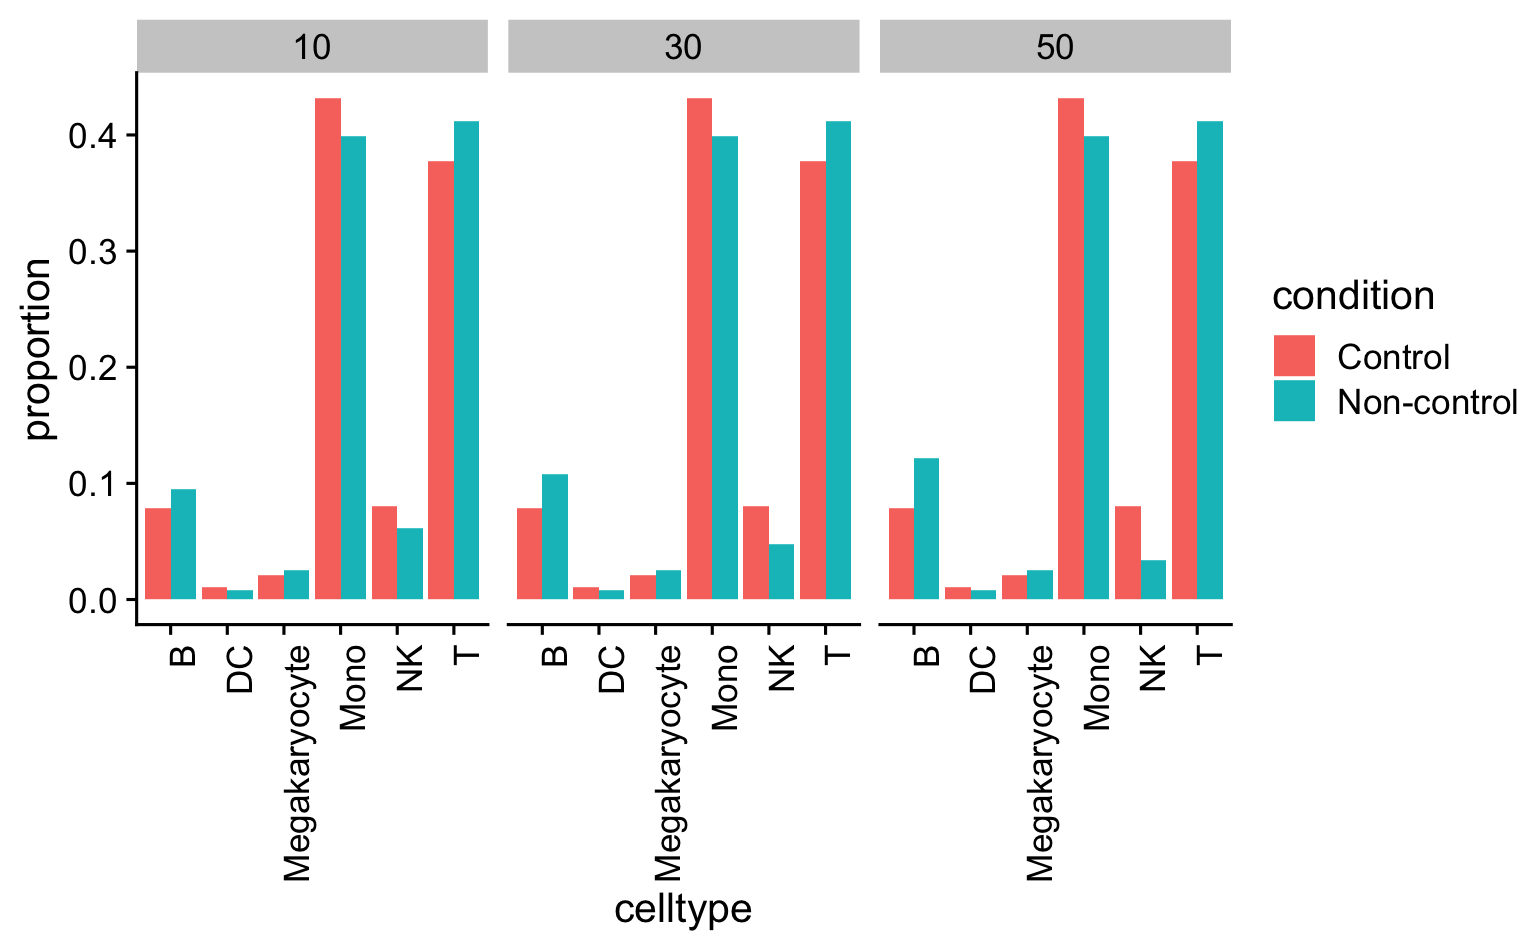 10 30 50
proportion
0.4
0.3
0.2
0.1
0.0
B DC Megakaryocyte Mono NK T B DC Megakaryocyte Mono NK T B DC Megakaryocyte Mono NK T
celltype
condition
Control
Non-control